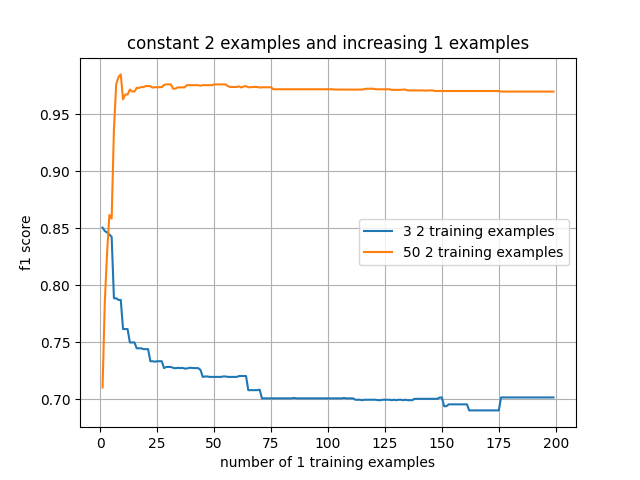 constant 2 examples and increasing 1 examples
f1 score
0.95
0.90
0.85
0.80
0.75
0.70
3 2 training examples
50 2 training examples
0 25 50 75 100 125 150 175 200
number of 1 training examples